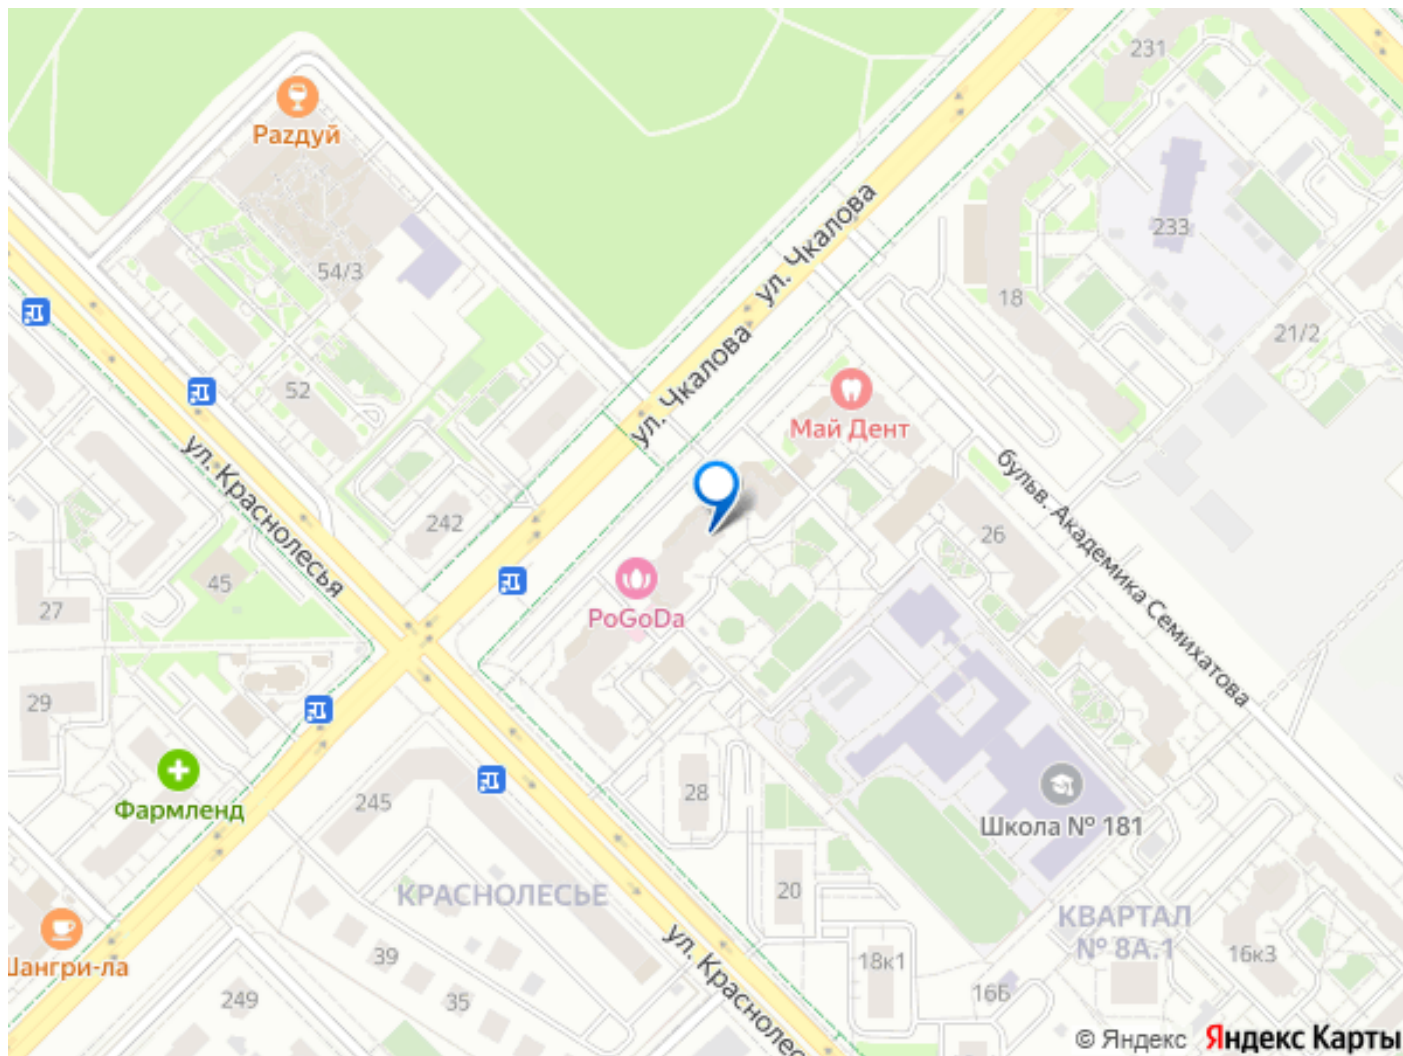 231
Раzдуй
ул. Чкалова
233
54/3
18
21/2
ул. Чкалова
52
Май Дент
ул. Краснолесья
бульв. Академика Семихатова
242
26
45
27
PoGoDa
29
Фармленд
245
28
Школа № 181
КРАСНОЛЕСЬЕ
20
КВАРТАЛ
№ 8А.1
39
ул. Краснолес
Шангри-ла
18к1
16к3
249
35
16Б
© Яндекс Яндекс Карты